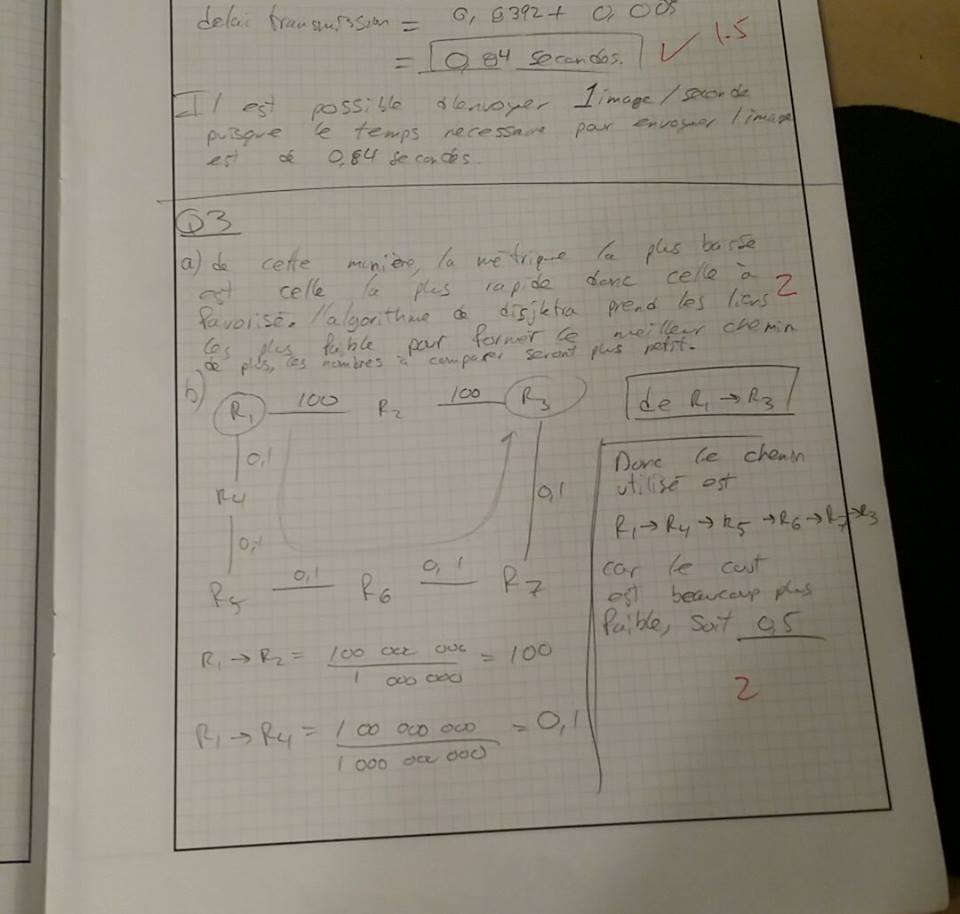 delai transmission = 0,8392 + 0,005
= 0,84 secondes. ✓ 1.5
Il est possible d'envoyer 1 image/seconde
puisque le temps necessaire pour envoyer 1 image
est de 0,84 secondes.
Q3
a) de cette manière, la métrique la plus basse
est celle la plus rapide donc celle à
favorisé. l'algorithme de disjktra prend les liens 2
les plus faible pour former le meilleur chemin
de plus, les nombres à comparer seront plus petit.
b)
R1 100 R2 100 R3
de R1 → R3
0,1
R4
0,1
0,1
R5 0,1 R6 0,1 R7
Donc le chemin
utilisé est
R1 → R4 → R5 → R6 → R7 → R3
car le cout
est beaucoup plus
faible, soit 0,5
2
R1 → R2 = 100 000 000 / 1 000 000 = 100
R1 → R4 = 100 000 000 / 1 000 000 000 = 0,1